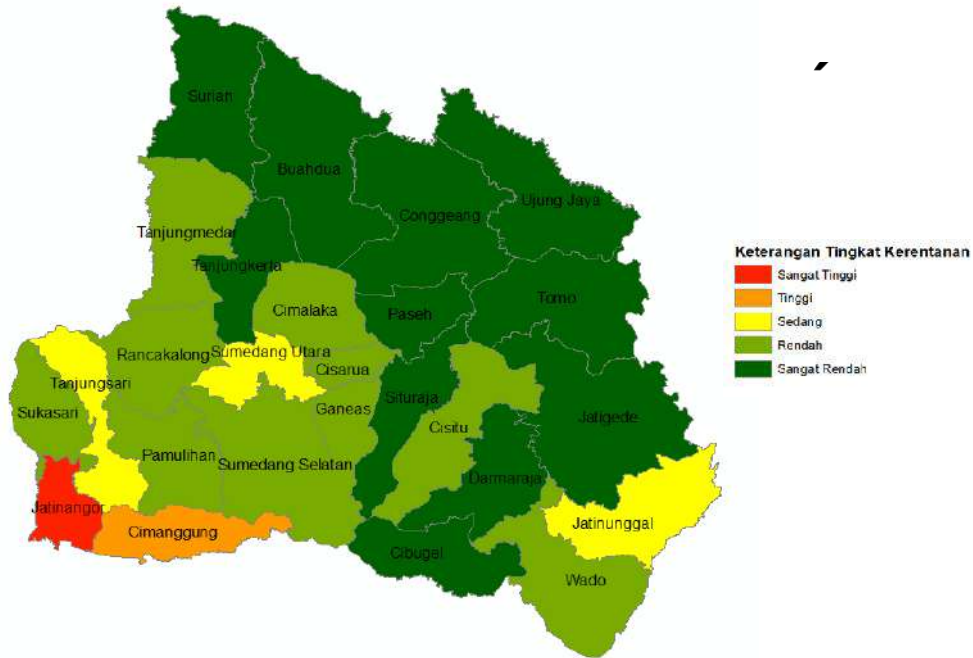 Surian
Buahdua
Conggeang
Ujung Jaya
Tanjungmedar
Tanjungkerta
Cimalaka
Paseh
Tomo
Rancakalong
Sumedang Utara
Cisarua
Tanjungsari
Sukasari
Ganeas
Situraja
Cisitu
Jatigede
Pamulihan
Sumedang Selatan
Darmaraja
Jatinangor
Cimanggung
Jatinunggal
Cibugel
Wado
Keterangan Tingkat Kerentanan
Sangat Tinggi
Tinggi
Sedang
Rendah
Sangat Rendah